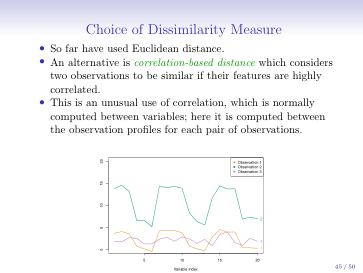 Choice of Dissimilarity Measure
• So far have used Euclidean distance.
• An alternative is correlation-based distance which considers
two observations to be similar if their features are highly
correlated.
• This is an unusual use of correlation, which is normally
computed between variables; here it is computed between
the observation profiles for each pair of observations.
Observation 1
Observation 2
Observation 3
20
15
10
5
0
2
3
1
5
10
15
20
Variable Index
45 / 50